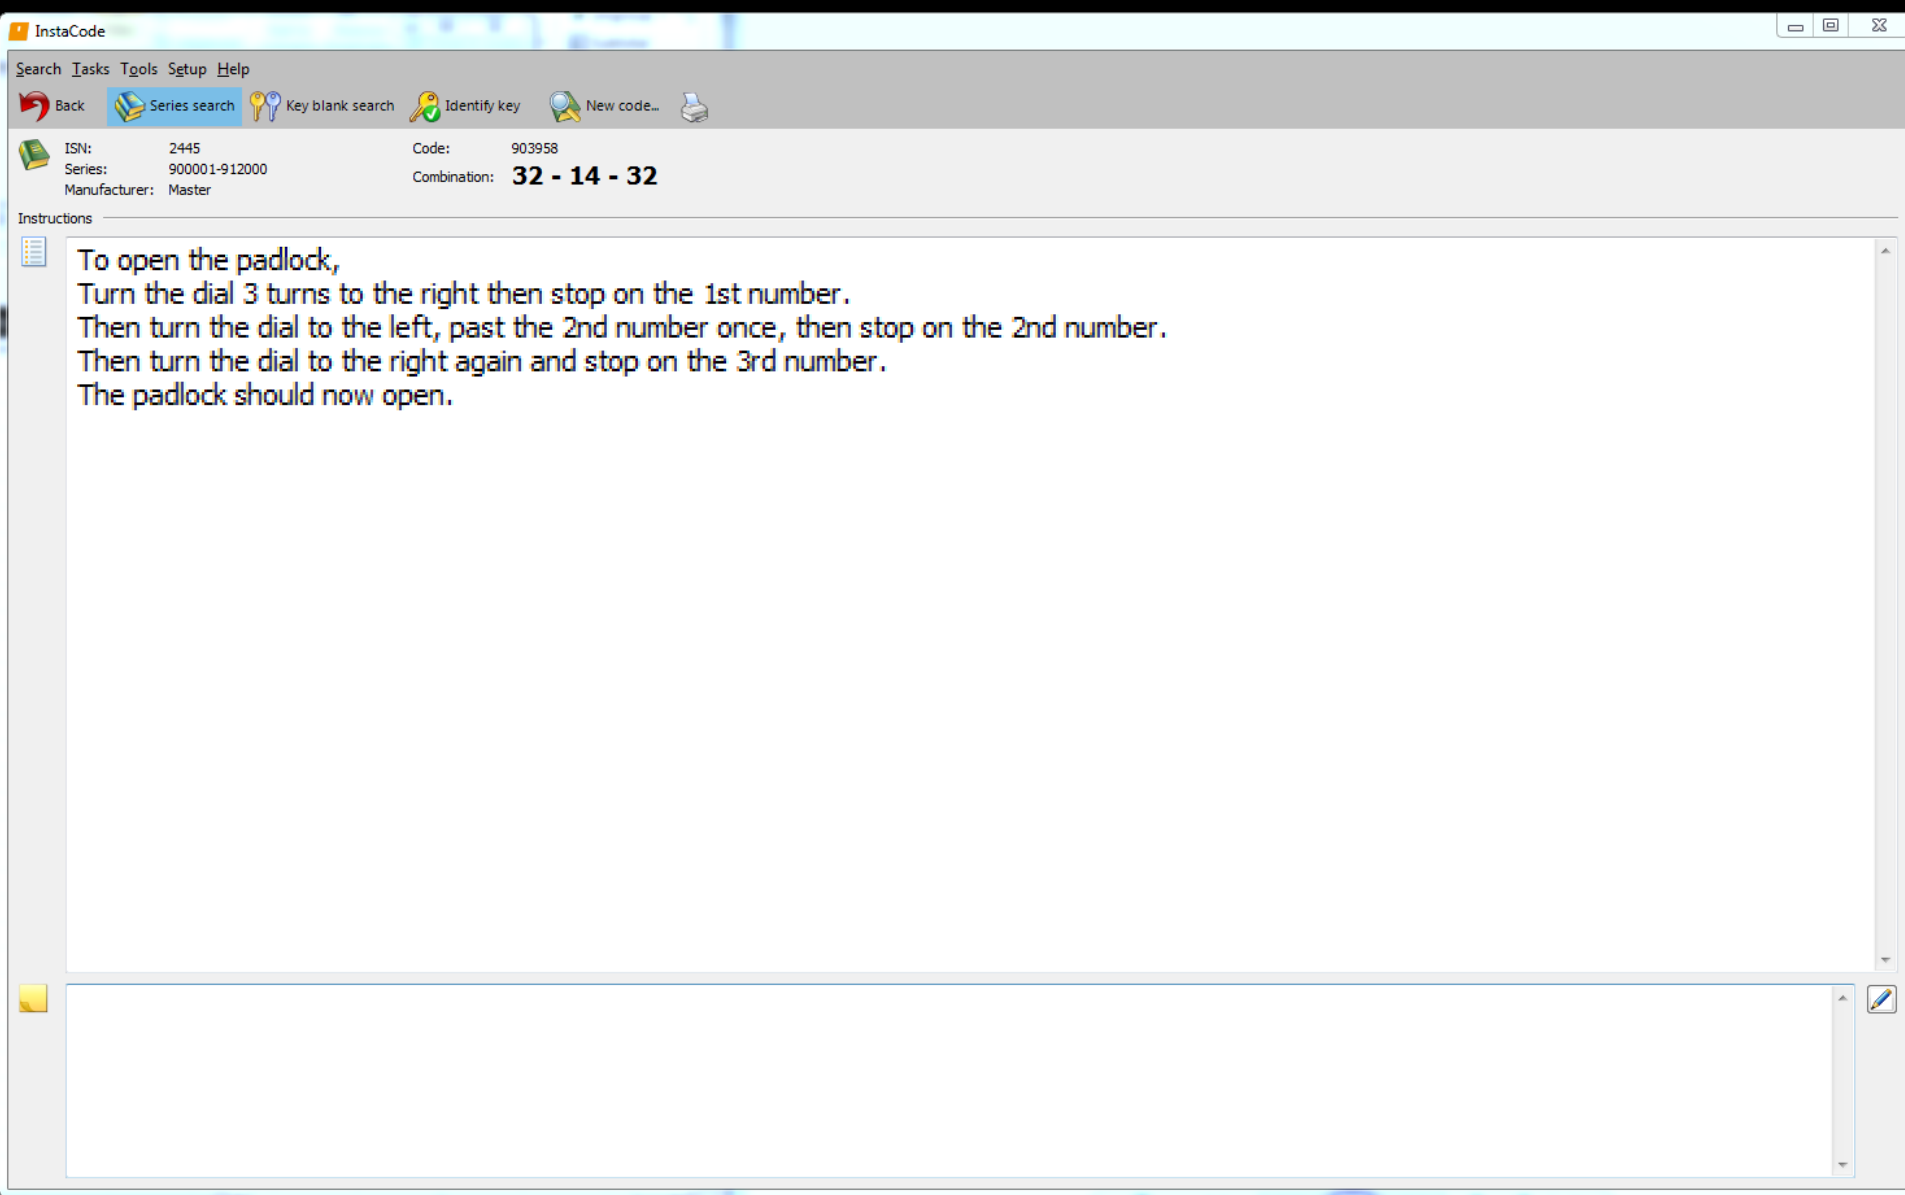 InstaCode
Search Tasks Tools Setup Help
Back Series search Key blank search Identify key New code...
ISN: 2445 Code: 903958
Series: 900001-912000 Combination: 32 - 14 - 32
Manufacturer: Master
Instructions
To open the padlock,
Turn the dial 3 turns to the right then stop on the 1st number.
Then turn the dial to the left, past the 2nd number once, then stop on the 2nd number.
Then turn the dial to the right again and stop on the 3rd number.
The padlock should now open.